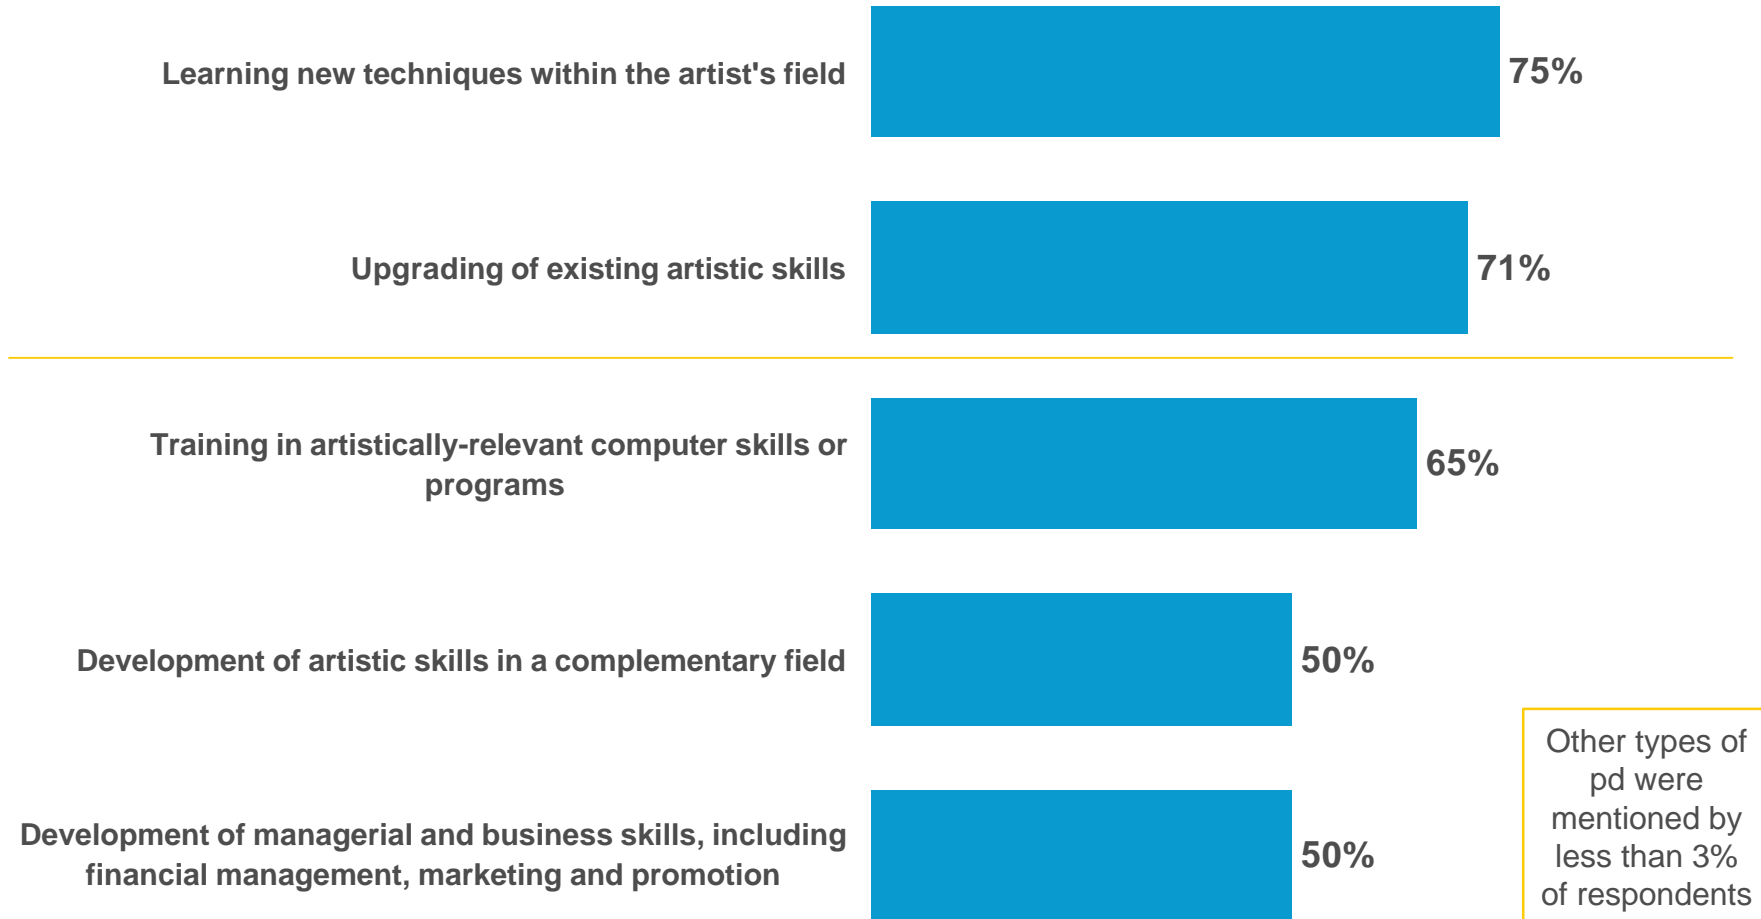 Learning new techniques within the artist's field
75%
Upgrading of existing artistic skills
71%
Training in artistically-relevant computer skills or
programs
65%
Development of artistic skills in a complementary field
50%
Development of managerial and business skills, including
financial management, marketing and promotion
50%
Other types of
pd were
mentioned by
less than 3%
of respondents